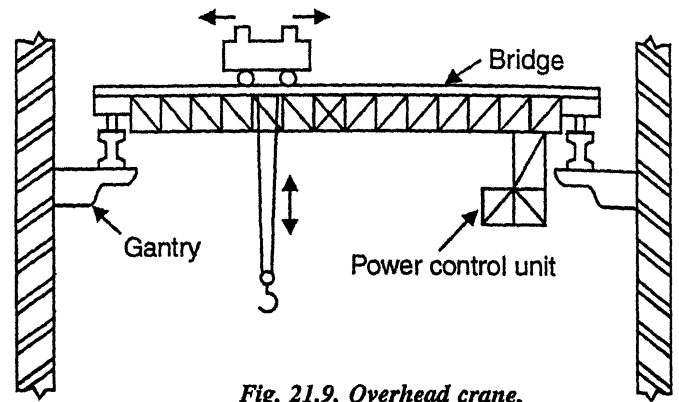 Bridge
Gantry
Power control unit
Fig. 21.9. Overhead crane.